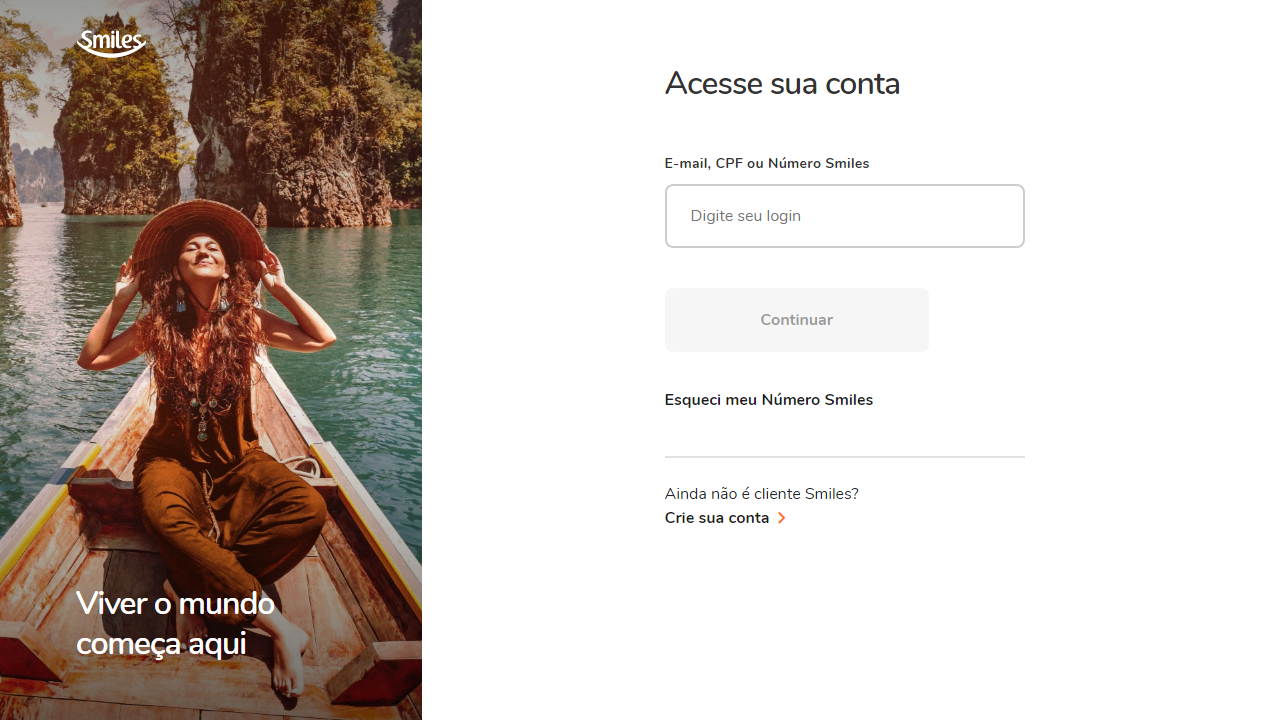 Smiles
Viver o mundo
começa aqui
Acesse sua conta
E-mail, CPF ou Número Smiles
Digite seu login
Continuar
Esqueci meu Número Smiles
Ainda não é cliente Smiles?
Crie sua conta